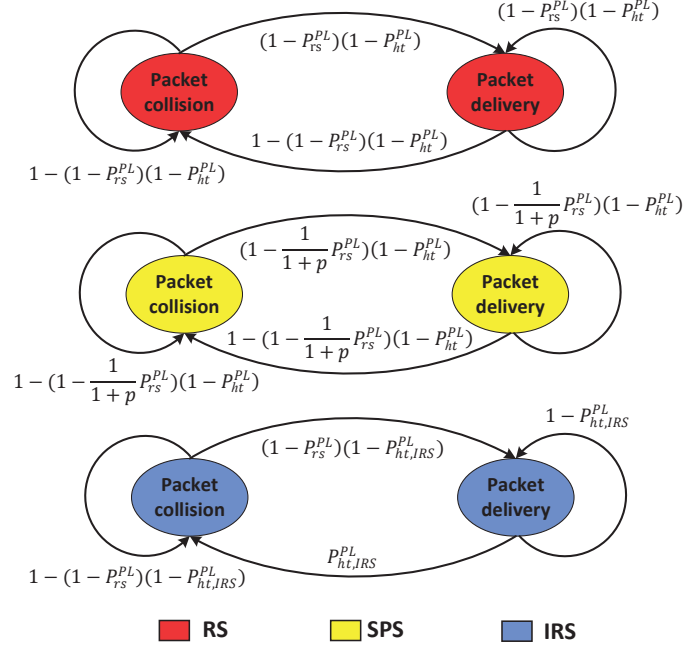 (1−P_rs^PL)(1−P_ht^PL)
(1−P_rs^PL)(1−P_ht^PL)
Packet collision
Packet delivery
1−(1−P_rs^PL)(1−P_ht^PL)
1−(1−P_rs^PL)(1−P_ht^PL)
(1−1/(1+p) P_rs^PL)(1−P_ht^PL)
(1−1/(1+p) P_rs^PL)(1−P_ht^PL)
Packet collision
Packet delivery
1−(1−1/(1+p) P_rs^PL)(1−P_ht^PL)
1−(1−1/(1+p) P_rs^PL)(1−P_ht^PL)
1−P_ht,IRS^PL
(1−P_rs^PL)(1−P_ht,IRS^PL)
Packet collision
Packet delivery
P_ht,IRS^PL
1−(1−P_rs^PL)(1−P_ht,IRS^PL)
RS SPS IRS